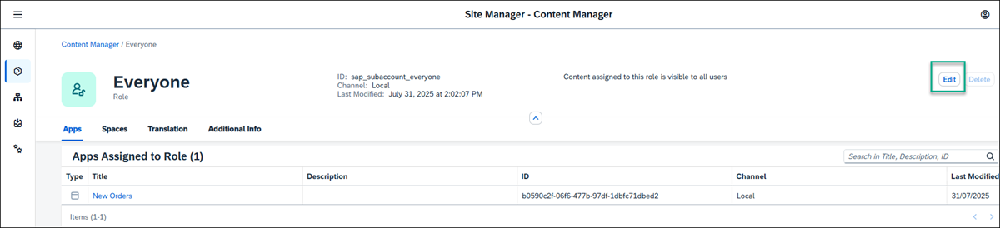 Site Manager - Content Manager
Content Manager / Everyone
Everyone
Role
ID: sap_subaccount_everyone
Channel: Local
Last Modified: July 31, 2025 at 2:02:07 PM
Content assigned to this role is visible to all users
Edit
Delete
Apps Spaces Translation Additional Info
Apps Assigned to Role (1)
Search in Title, Description, ID
Type Title Description ID Channel Last Modified
New Orders b0590c2f-06f6-477b-97df-1dbfc71dbed2 Local 31/07/2025
Items (1-1)